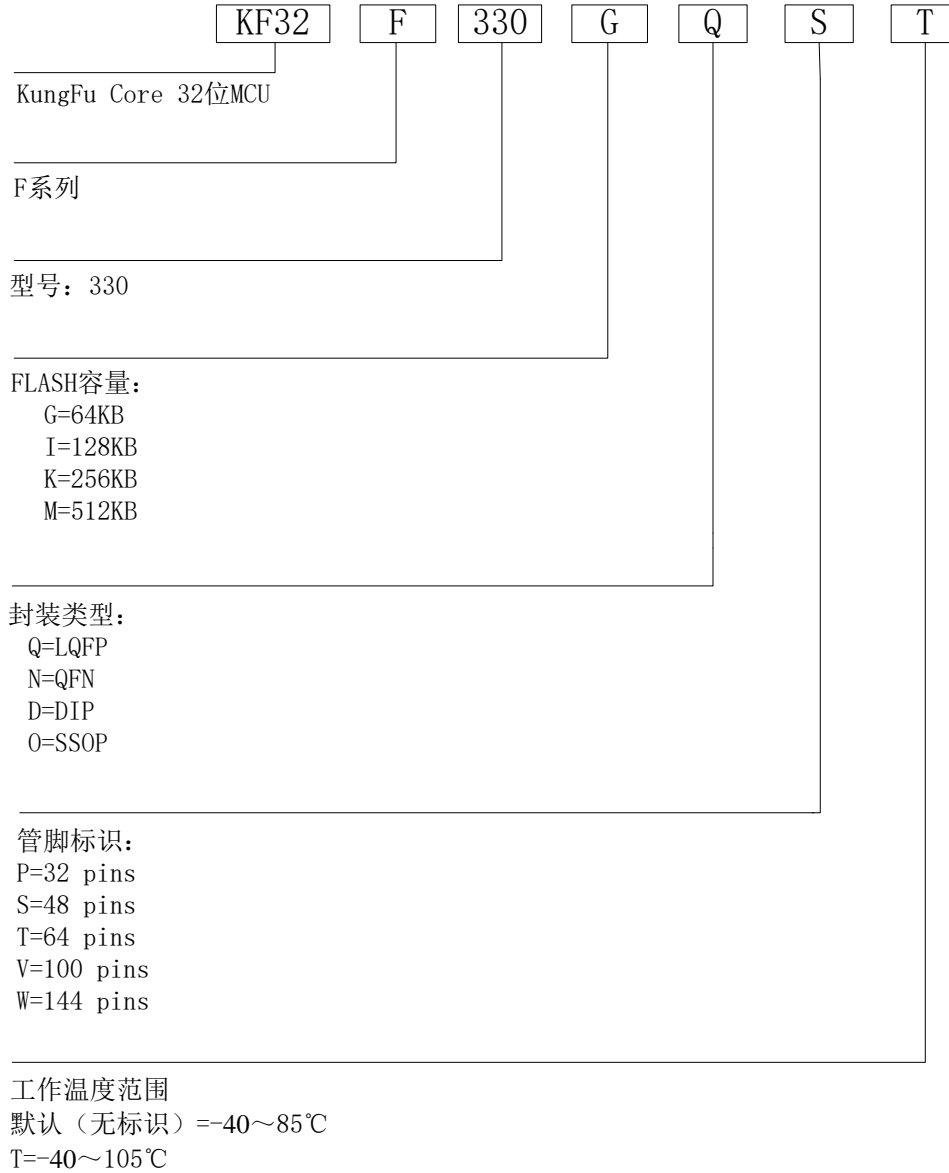 KF32 F 330 G Q S T
KungFu Core 32位MCU
F系列
型号：330
FLASH容量：
G=64KB
I=128KB
K=256KB
M=512KB
封装类型：
Q=LQFP
N=QFN
D=DIP
O=SSOP
管脚标识：
P=32 pins
S=48 pins
T=64 pins
V=100 pins
W=144 pins
工作温度范围
默认（无标识）=-40～85℃
T=-40～105℃